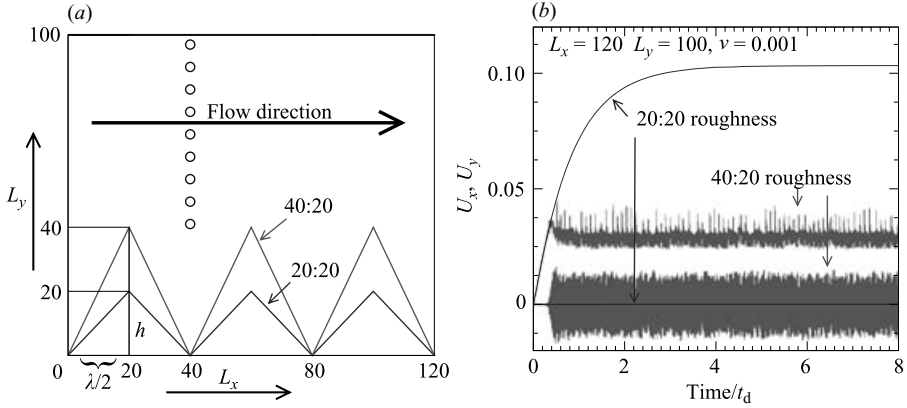 (a)
100
Flow direction
L_y
40
40:20
20:20
20
h
0
20
40
60
80
100
120
λ/2
L_x
(b)
L_x = 120 L_y = 100, ν = 0.001
0.10
20:20 roughness
U_x, U_y
0.05
40:20 roughness
0
0
2
4
6
8
Time/t_d